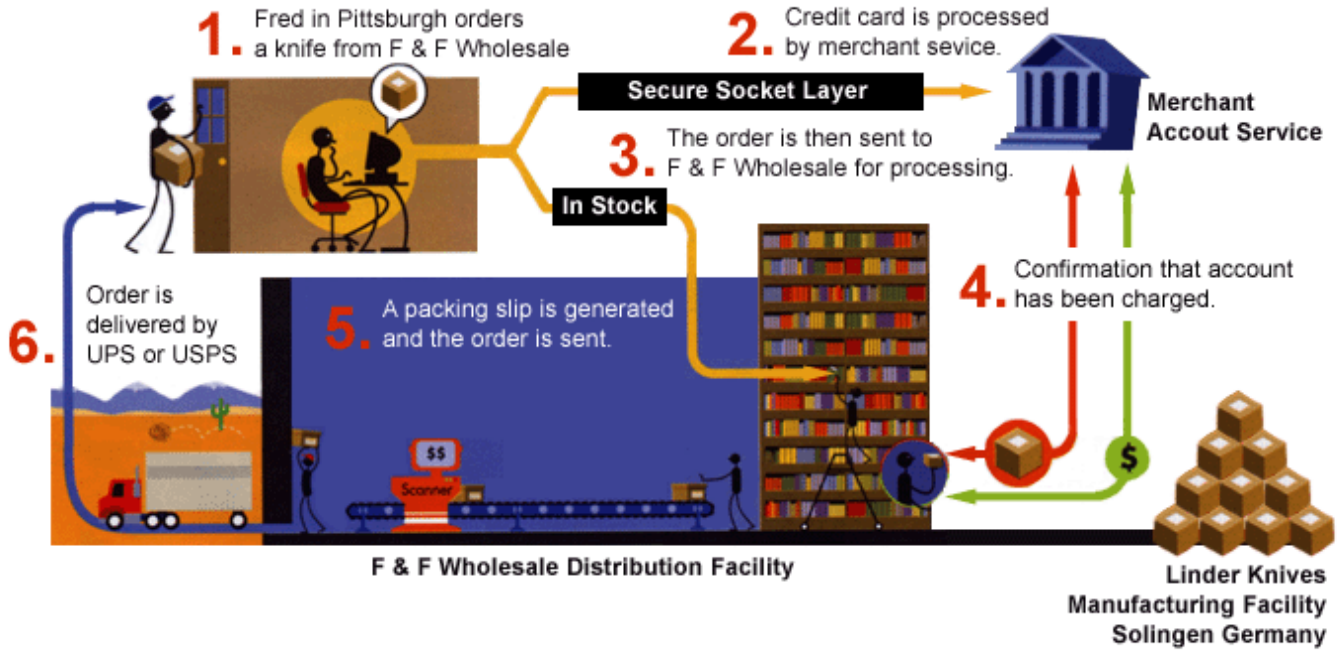 1.
Fred in Pittsburgh orders
a knife from F & F Wholesale
2.
Credit card is processed
by merchant sevice.
Secure Socket Layer
Merchant
Accout Service
3.
The order is then sent to
F & F Wholesale for processing.
In Stock
4.
Confirmation that account
has been charged.
5.
A packing slip is generated
and the order is sent.
6.
Order is
delivered by
UPS or USPS
$$
Scanner
$
F & F Wholesale Distribution Facility
Linder Knives
Manufacturing Facility
Solingen Germany